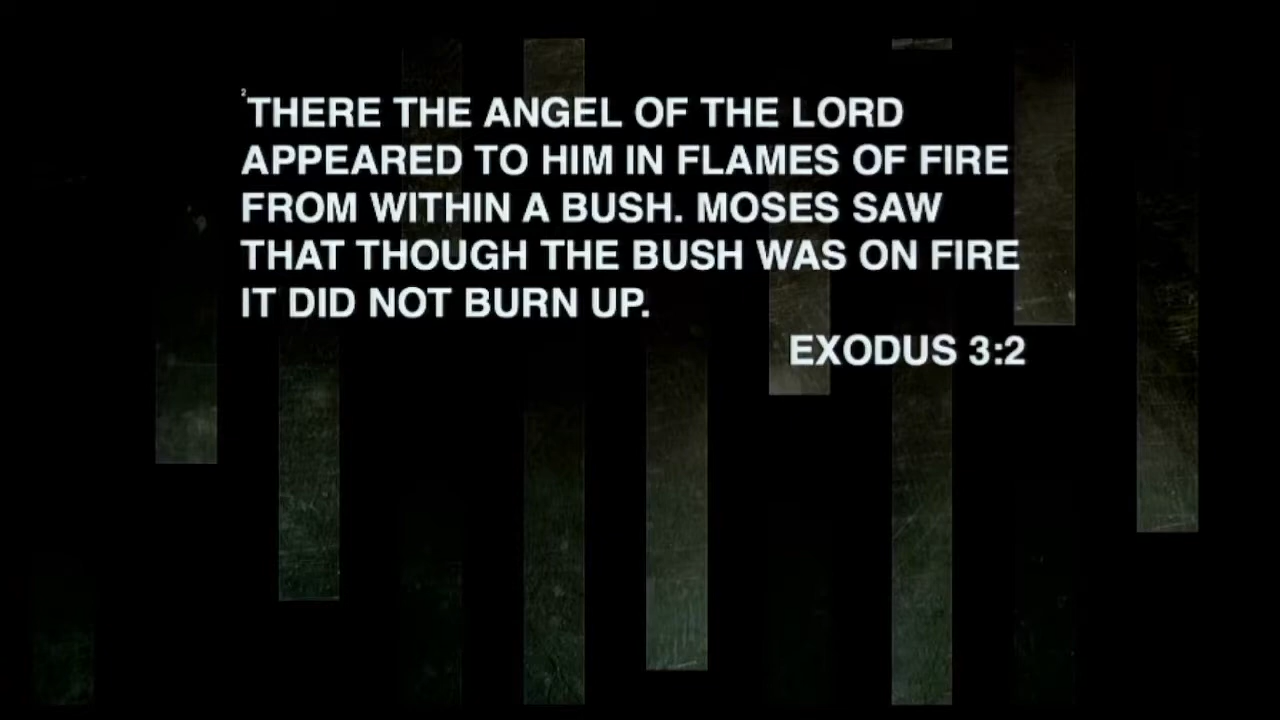 ²THERE THE ANGEL OF THE LORD
APPEARED TO HIM IN FLAMES OF FIRE
FROM WITHIN A BUSH. MOSES SAW
THAT THOUGH THE BUSH WAS ON FIRE
IT DID NOT BURN UP.
EXODUS 3:2